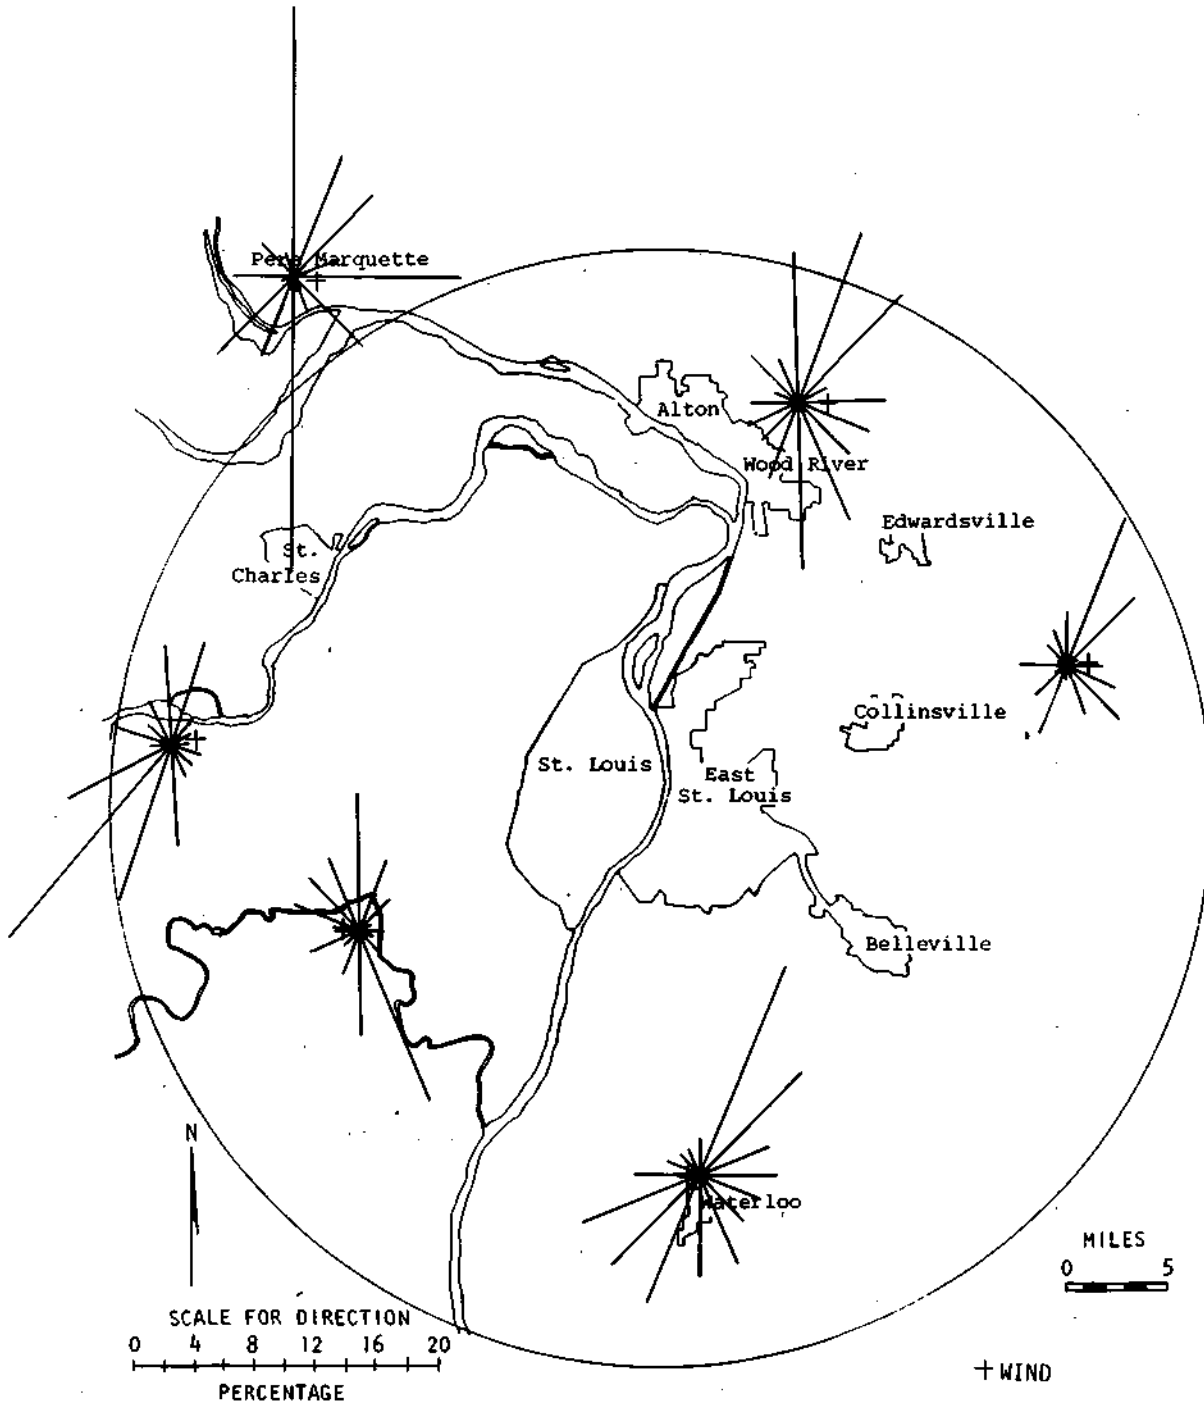 Pere Marquette
Alton
Wood River
Edwardsville
St.
Charles
Collinsville
St. Louis
East
St. Louis
Belleville
N
Waterloo
MILES
0 5
SCALE FOR DIRECTION
0 4 8 12 16 20
PERCENTAGE
+WIND